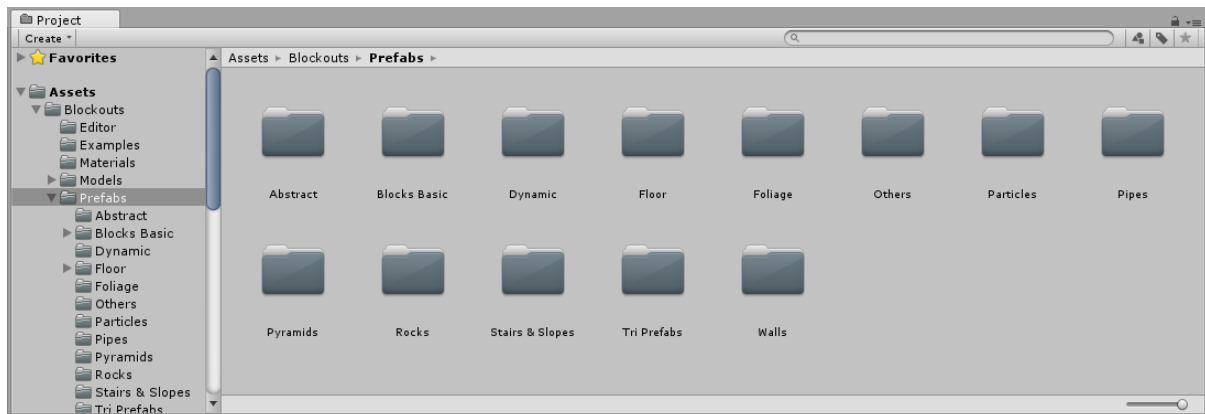 Project
Create
Favorites
Assets
Blockouts
Editor
Examples
Materials
Models
Prefabs
Abstract
Blocks Basic
Dynamic
Floor
Foliage
Others
Particles
Pipes
Pyramids
Rocks
Stairs & Slopes
Tri Prefabs
Assets Blockouts Prefabs
Abstract Blocks Basic Dynamic Floor Foliage Others Particles Pipes
Pyramids Rocks Stairs & Slopes Tri Prefabs Walls